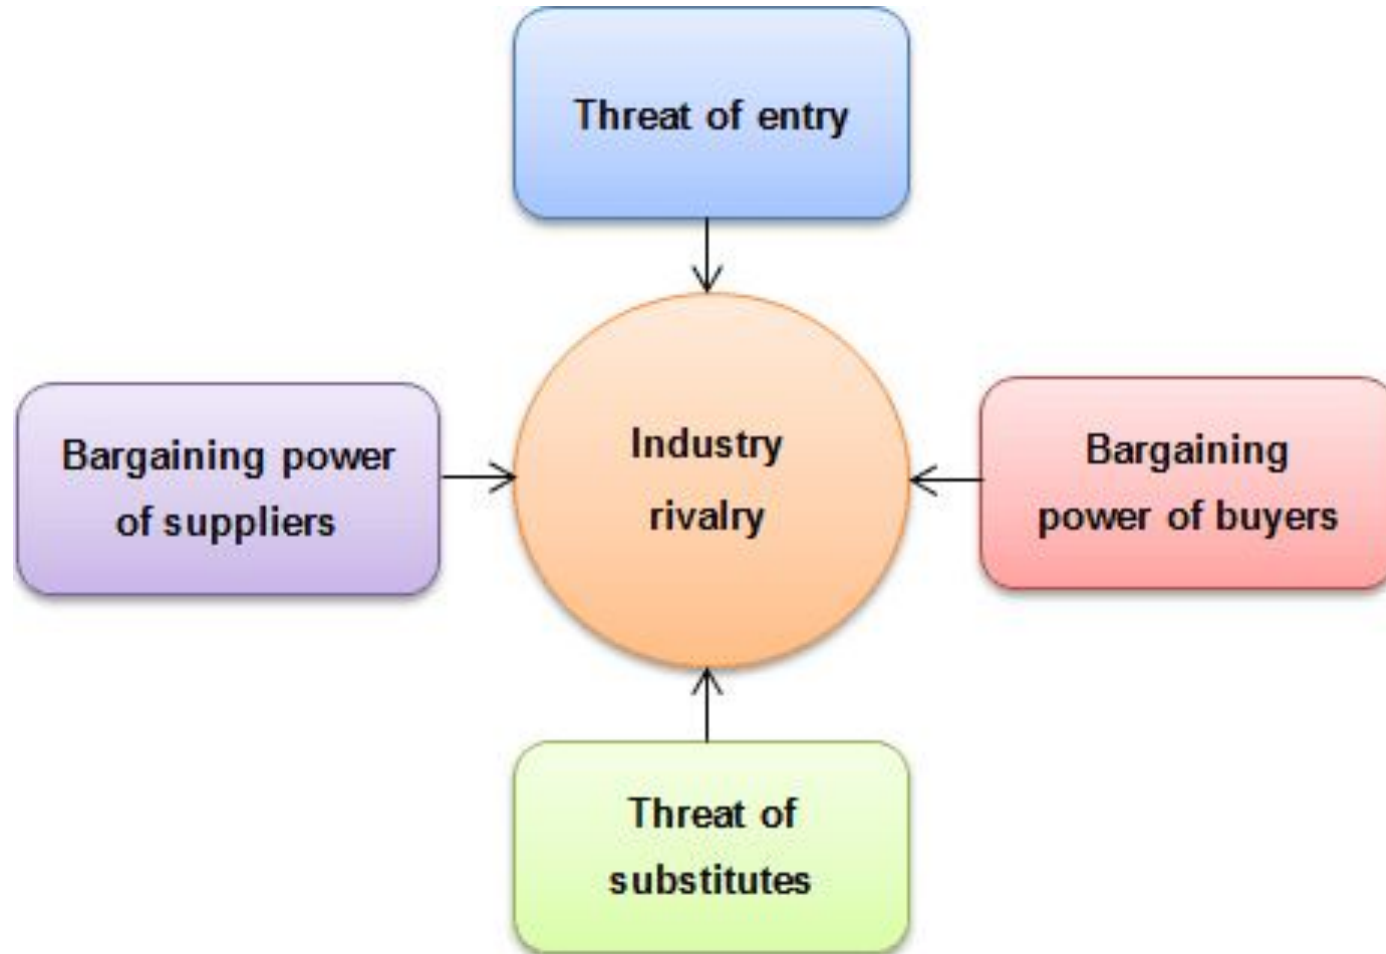 Threat of entry
Bargaining power
of suppliers
Industry
rivalry
Bargaining
power of buyers
Threat of
substitutes